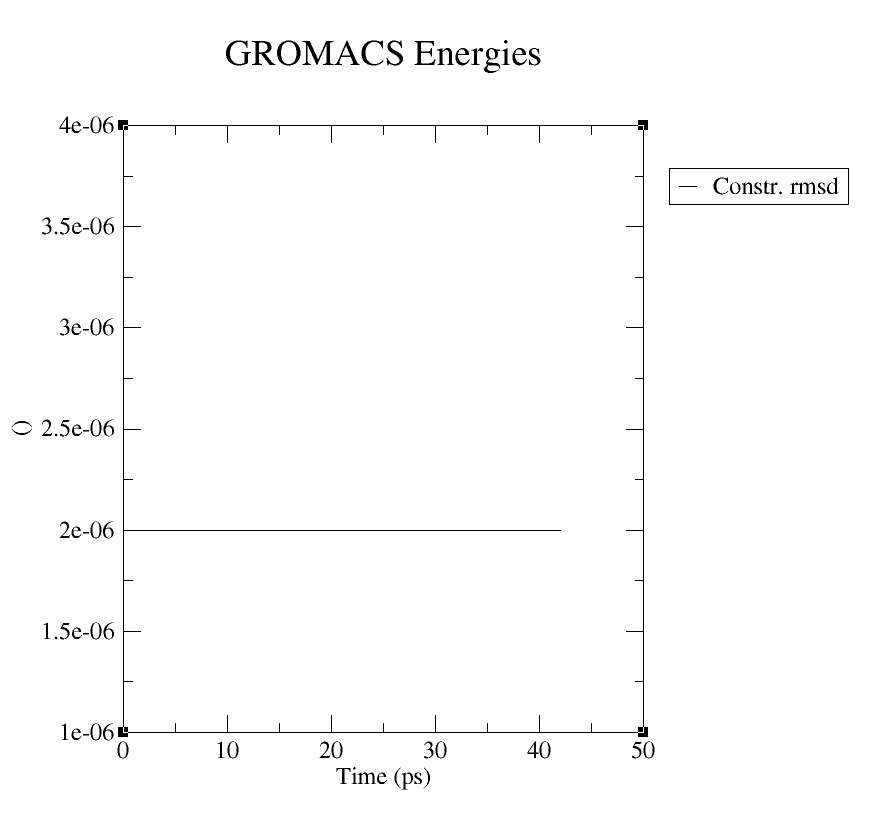 GROMACS Energies
4e-06
3.5e-06
3e-06
2.5e-06
2e-06
1.5e-06
1e-06
()
0 10 20 30 40 50
Time (ps)
Constr. rmsd